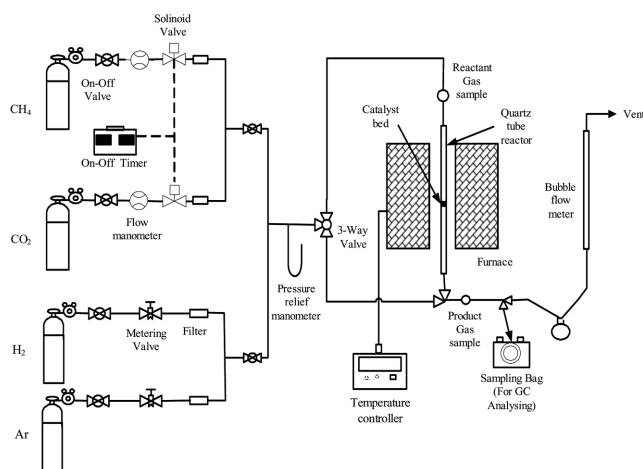 Solinoid
Valve
CH4
On-Off
Valve
On-Off Timer
CO2
Flow
manometer
H2
Metering
Valve
Filter
Ar
Pressure
relief
manometer
3-Way
Valve
Reactant
Gas
sample
Catalyst
bed
Quartz
tube
reactor
Furnace
Product
Gas
sample
Temperature
controller
Sampling Bag
(For GC
Analysing)
Bubble
flow
meter
Vent